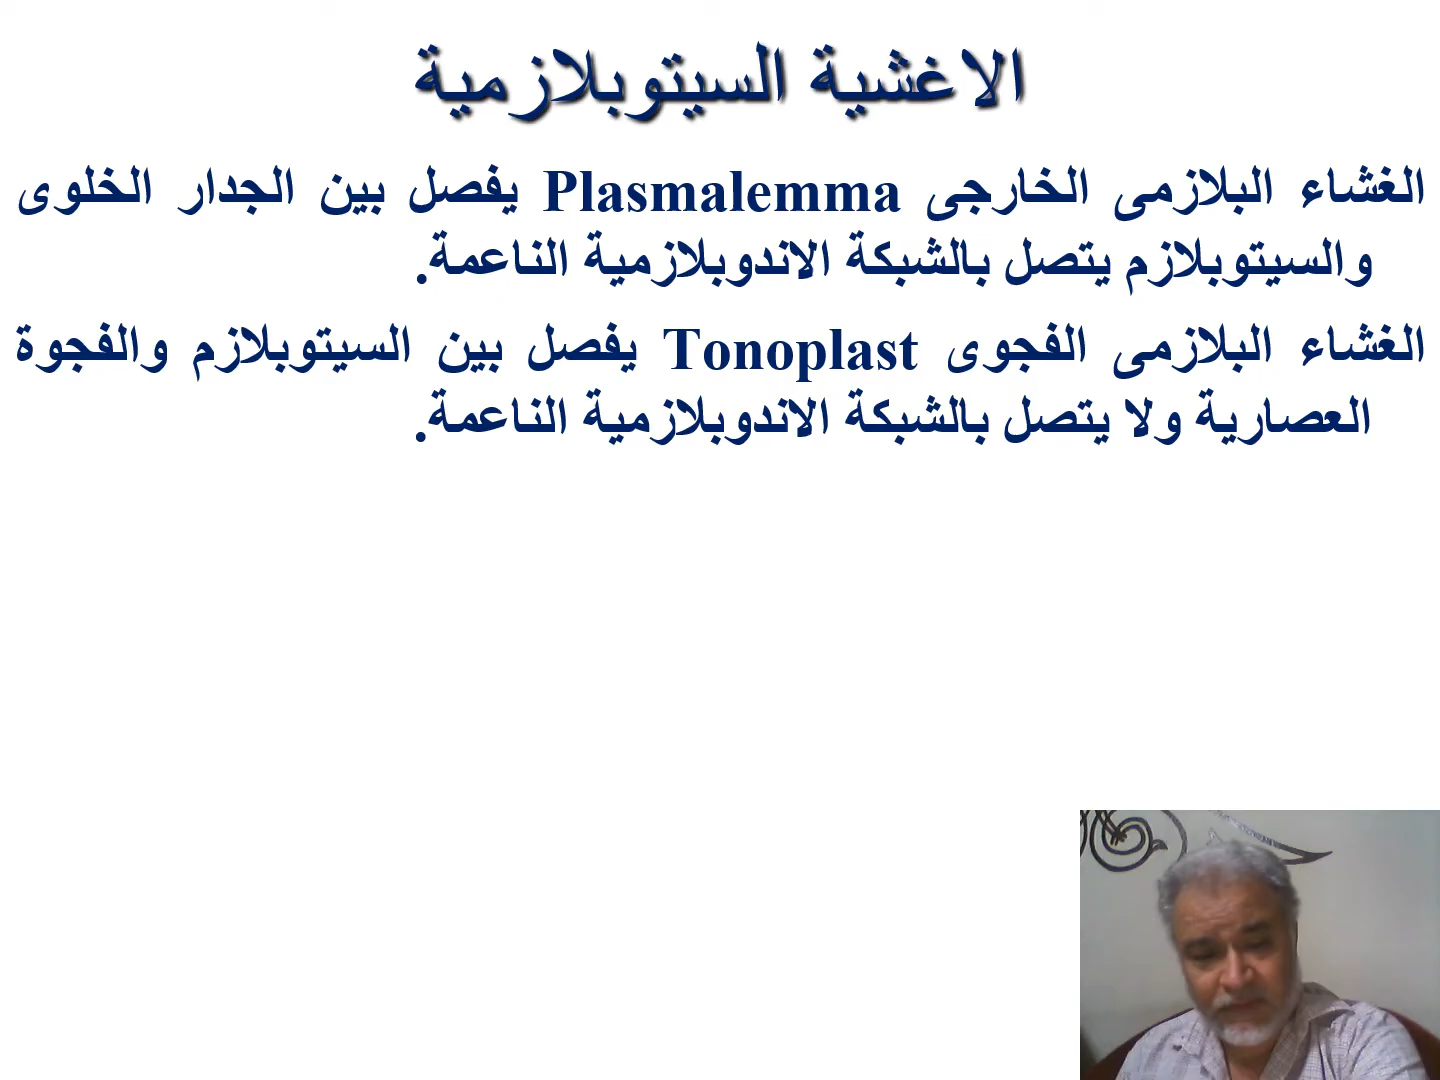 الاغشية السيتوبلازمية
الغشاء البلازمى الخارجى Plasmalemma يفصل بين الجدار الخلوى
والسيتوبلازم يتصل بالشبكة الاندوبلازمية الناعمة.
الغشاء البلازمى الفجوى Tonoplast يفصل بين السيتوبلازم والفجوة
العصارية ولا يتصل بالشبكة الاندوبلازمية الناعمة.